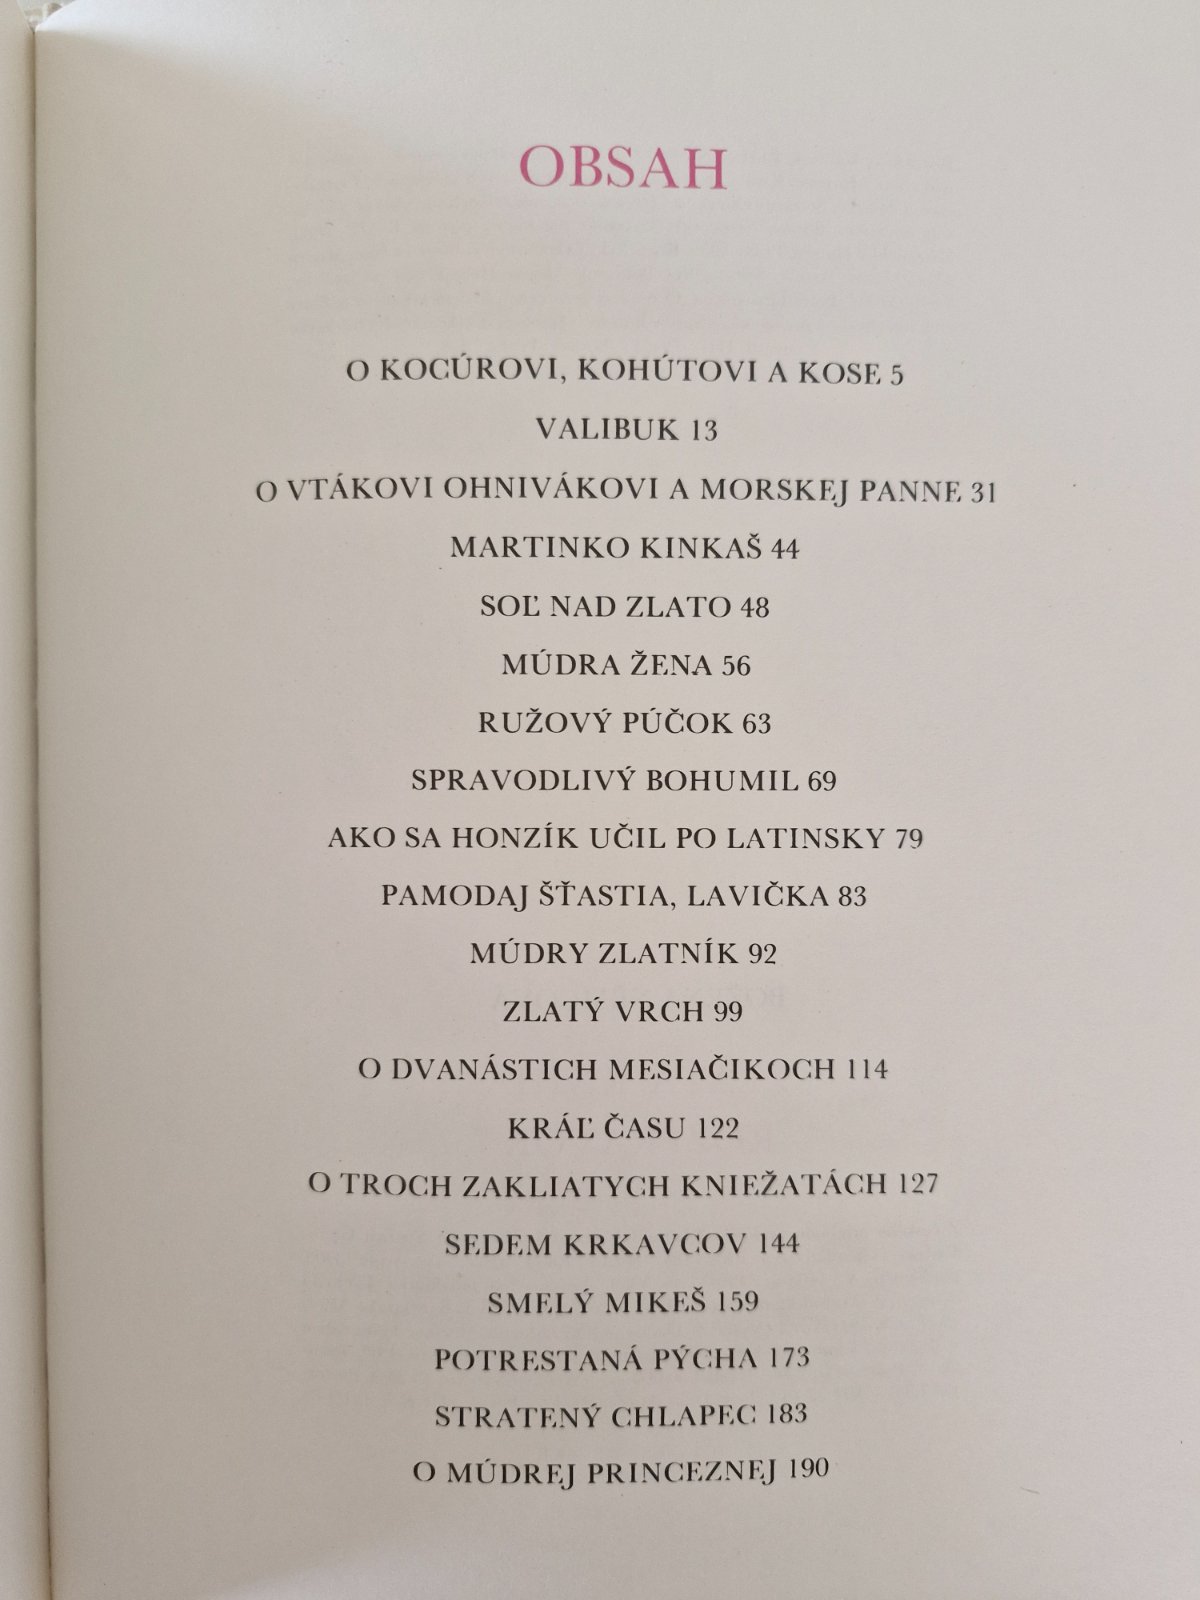 OBSAH
O KOCÚROVI, KOHÚTOVI A KOSE 5
VALIBUK 13
O VTÁKOVI OHNIVÁKOVI A MORSKEJ PANNE 31
MARTINKO KINKAŠ 44
SOĽ NAD ZLATO 48
MÚDRA ŽENA 56
RUŽOVÝ PÚČOK 63
SPRAVODLIVÝ BOHUMIL 69
AKO SA HONZÍK UČIL PO LATINSKY 79
PAMODAJ ŠŤASTIA, LAVIČKA 83
MÚDRY ZLATNÍK 92
ZLATÝ VRCH 99
O DVANÁSTICH MESIAČIKOCH 114
KRÁĽ ČASU 122
O TROCH ZAKLIATYCH KNIEŽATÁCH 127
SEDEM KRKAVCOV 144
SMELÝ MIKEŠ 159
POTRESTANÁ PÝCHA 173
STRATENÝ CHLAPEC 183
O MÚDREJ PRINCEZNEJ 190